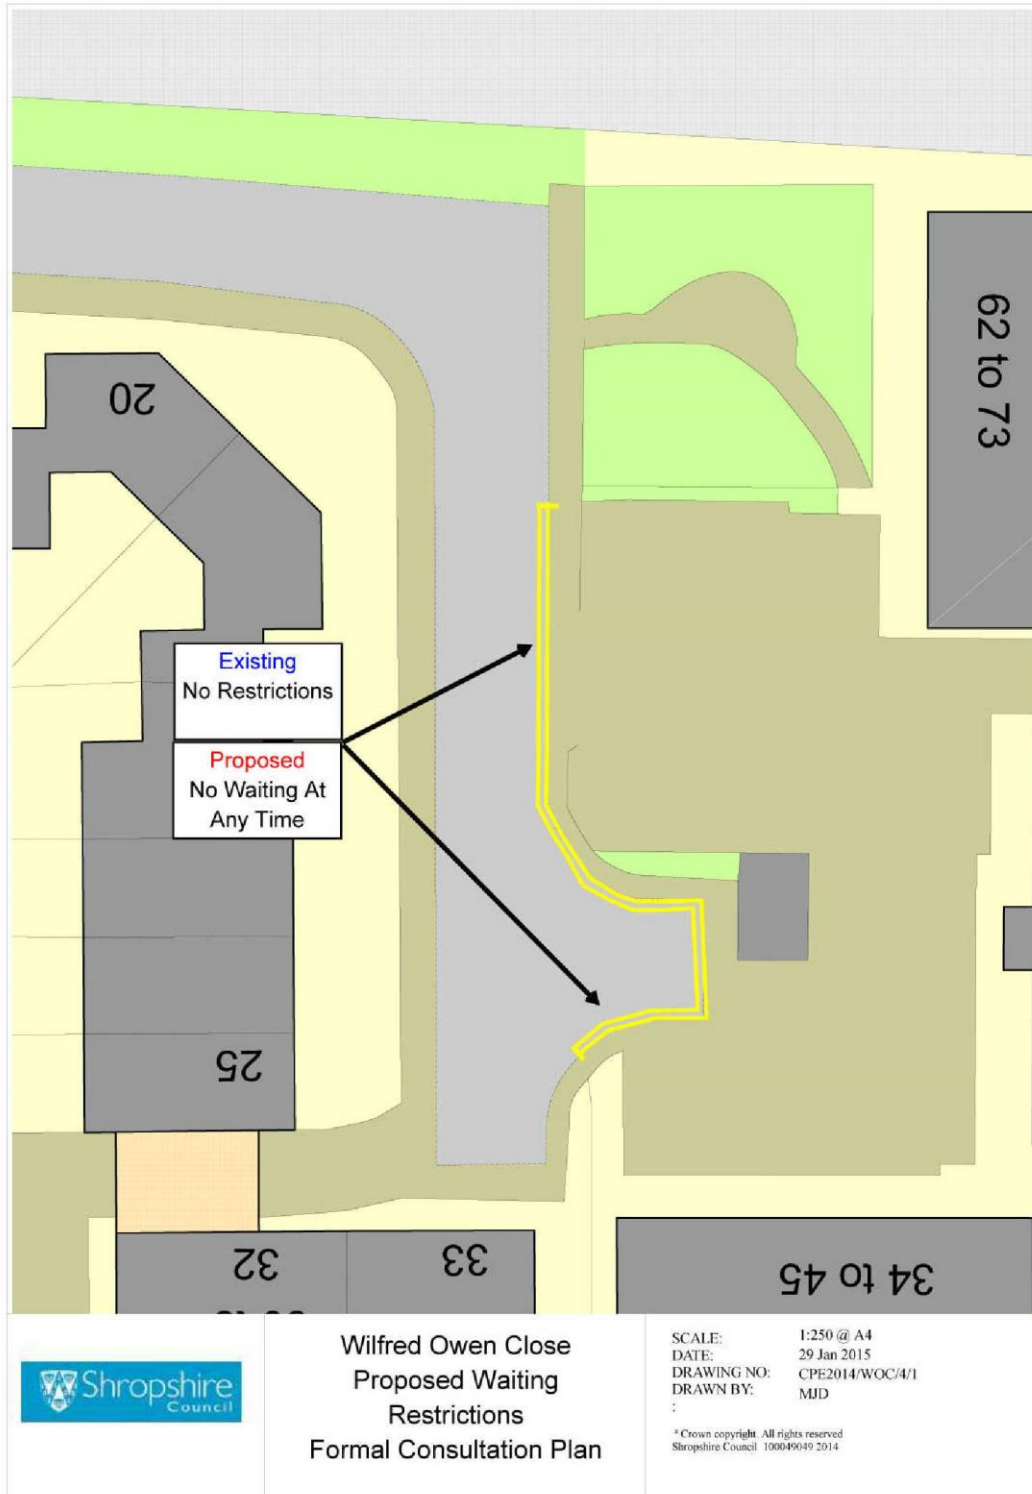 62 to 73
20
Existing
No Restrictions
Proposed
No Waiting At
Any Time
25
32
33
34 to 45
Shropshire
Council
Wilfred Owen Close
Proposed Waiting
Restrictions
Formal Consultation Plan
SCALE: 1:250 @ A4
DATE: 29 Jan 2015
DRAWING NO: CPE2014/WOC/4/1
DRAWN BY: MJD
:
© Crown copyright. All rights reserved
Shropshire Council 100049049 2014